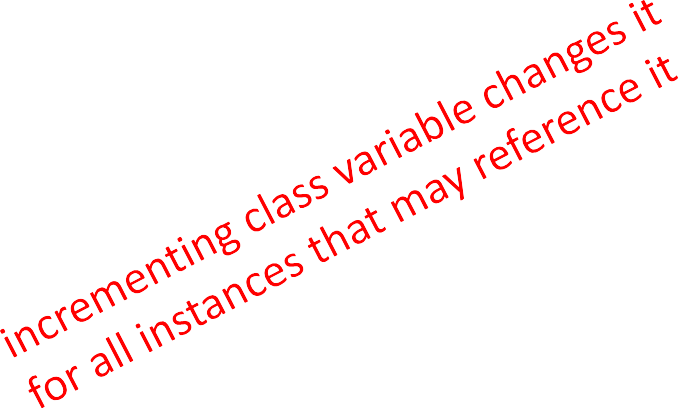 incrementing class variable changes it
for all instances that may reference it